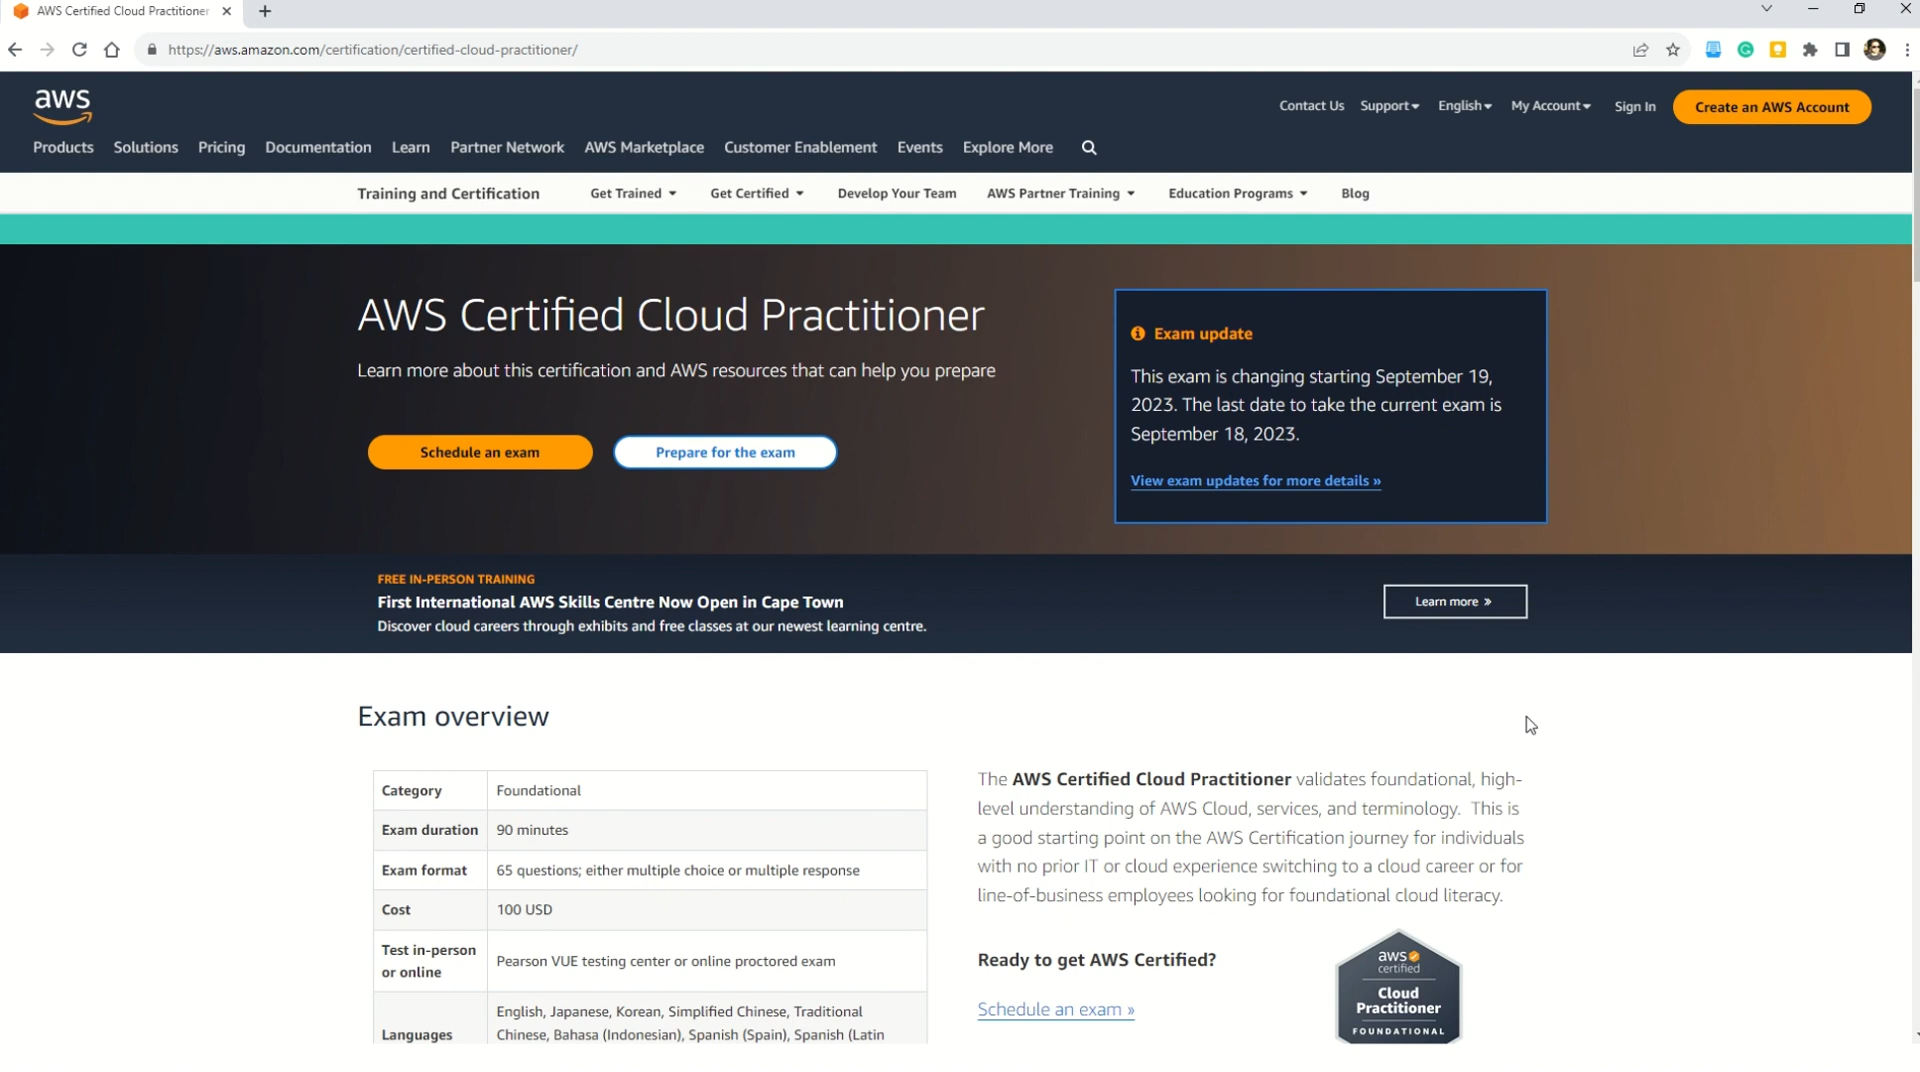 AWS Certified Cloud Practitioner
https://aws.amazon.com/certification/certified-cloud-practitioner/
aws
Contact Us Support English My Account Sign In Create an AWS Account
Products Solutions Pricing Documentation Learn Partner Network AWS Marketplace Customer Enablement Events Explore More
Training and Certification Get Trained Get Certified Develop Your Team AWS Partner Training Education Programs Blog
AWS Certified Cloud Practitioner
Learn more about this certification and AWS resources that can help you prepare
Schedule an exam Prepare for the exam
Exam update
This exam is changing starting September 19,
2023. The last date to take the current exam is
September 18, 2023.
View exam updates for more details »
FREE IN-PERSON TRAINING
First International AWS Skills Centre Now Open in Cape Town
Discover cloud careers through exhibits and free classes at our newest learning centre.
Learn more »
Exam overview
Category Foundational
Exam duration 90 minutes
Exam format 65 questions; either multiple choice or multiple response
Cost 100 USD
Test in-person
or online
Pearson VUE testing center or online proctored exam
Languages
English, Japanese, Korean, Simplified Chinese, Traditional
Chinese, Bahasa (Indonesian), Spanish (Spain), Spanish (Latin
The AWS Certified Cloud Practitioner validates foundational, high-
level understanding of AWS Cloud, services, and terminology. This is
a good starting point on the AWS Certification journey for individuals
with no prior IT or cloud experience switching to a cloud career or for
line-of-business employees looking for foundational cloud literacy.
Ready to get AWS Certified?
Schedule an exam »
aws
certified
Cloud
Practitioner
FOUNDATIONAL